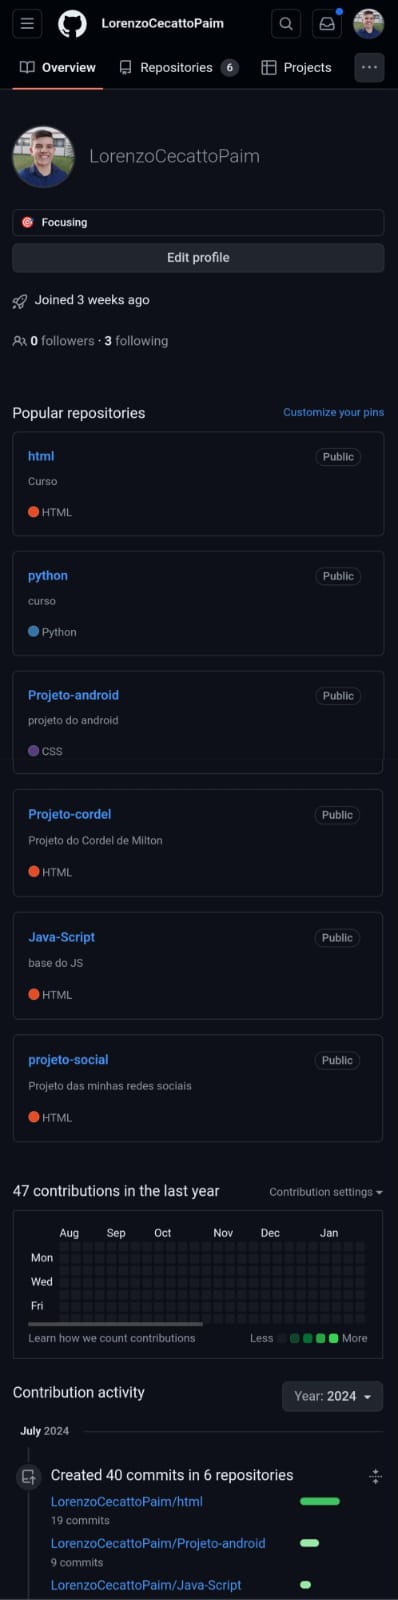 LorenzoCecattoPaim
Overview Repositories 6 Projects
LorenzoCecattoPaim
Focusing
Edit profile
Joined 3 weeks ago
0 followers · 3 following
Popular repositories Customize your pins
html Public
Curso
HTML
python Public
curso
Python
Projeto-android Public
projeto do android
CSS
Projeto-cordel Public
Projeto do Cordel de Milton
HTML
Java-Script Public
base do JS
HTML
projeto-social Public
Projeto das minhas redes sociais
HTML
47 contributions in the last year Contribution settings
Aug Sep Oct Nov Dec Jan
Mon
Wed
Fri
Learn how we count contributions Less More
Contribution activity Year: 2024
July 2024
Created 40 commits in 6 repositories
LorenzoCecattoPaim/html
19 commits
LorenzoCecattoPaim/Projeto-android
9 commits
LorenzoCecattoPaim/Java-Script